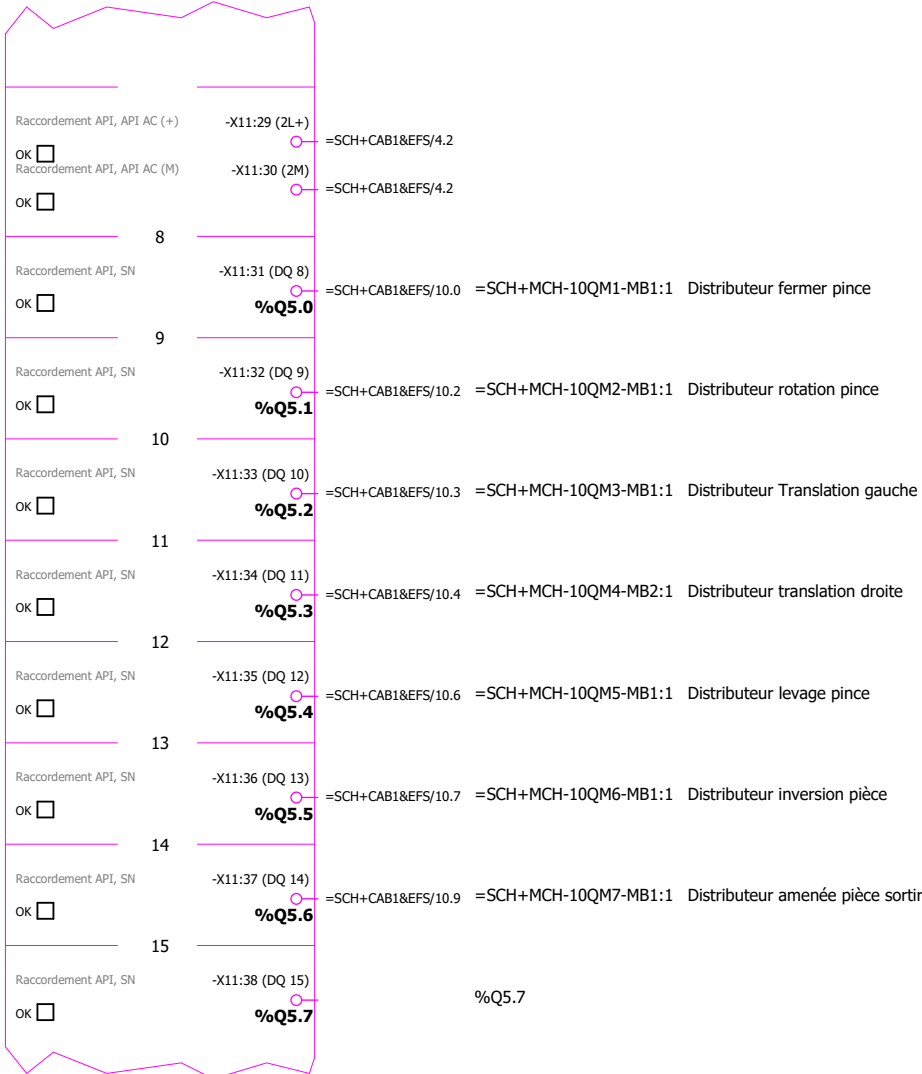 Raccordement API, API AC (+) -X11:29 (2L+)
=SCH+CAB1&EFS/4.2
OK
Raccordement API, API AC (M) -X11:30 (2M)
=SCH+CAB1&EFS/4.2
OK
8
Raccordement API, SN -X11:31 (DQ 8)
=SCH+CAB1&EFS/10.0 =SCH+MCH-10QM1-MB1:1 Distributeur fermer pince
OK %Q5.0
9
Raccordement API, SN -X11:32 (DQ 9)
=SCH+CAB1&EFS/10.2 =SCH+MCH-10QM2-MB1:1 Distributeur rotation pince
OK %Q5.1
10
Raccordement API, SN -X11:33 (DQ 10)
=SCH+CAB1&EFS/10.3 =SCH+MCH-10QM3-MB1:1 Distributeur Translation gauche
OK %Q5.2
11
Raccordement API, SN -X11:34 (DQ 11)
=SCH+CAB1&EFS/10.4 =SCH+MCH-10QM4-MB2:1 Distributeur translation droite
OK %Q5.3
12
Raccordement API, SN -X11:35 (DQ 12)
=SCH+CAB1&EFS/10.6 =SCH+MCH-10QM5-MB1:1 Distributeur levage pince
OK %Q5.4
13
Raccordement API, SN -X11:36 (DQ 13)
=SCH+CAB1&EFS/10.7 =SCH+MCH-10QM6-MB1:1 Distributeur inversion pièce
OK %Q5.5
14
Raccordement API, SN -X11:37 (DQ 14)
=SCH+CAB1&EFS/10.9 =SCH+MCH-10QM7-MB1:1 Distributeur amenée pièce sortir
OK %Q5.6
15
Raccordement API, SN -X11:38 (DQ 15)
%Q5.7
OK %Q5.7